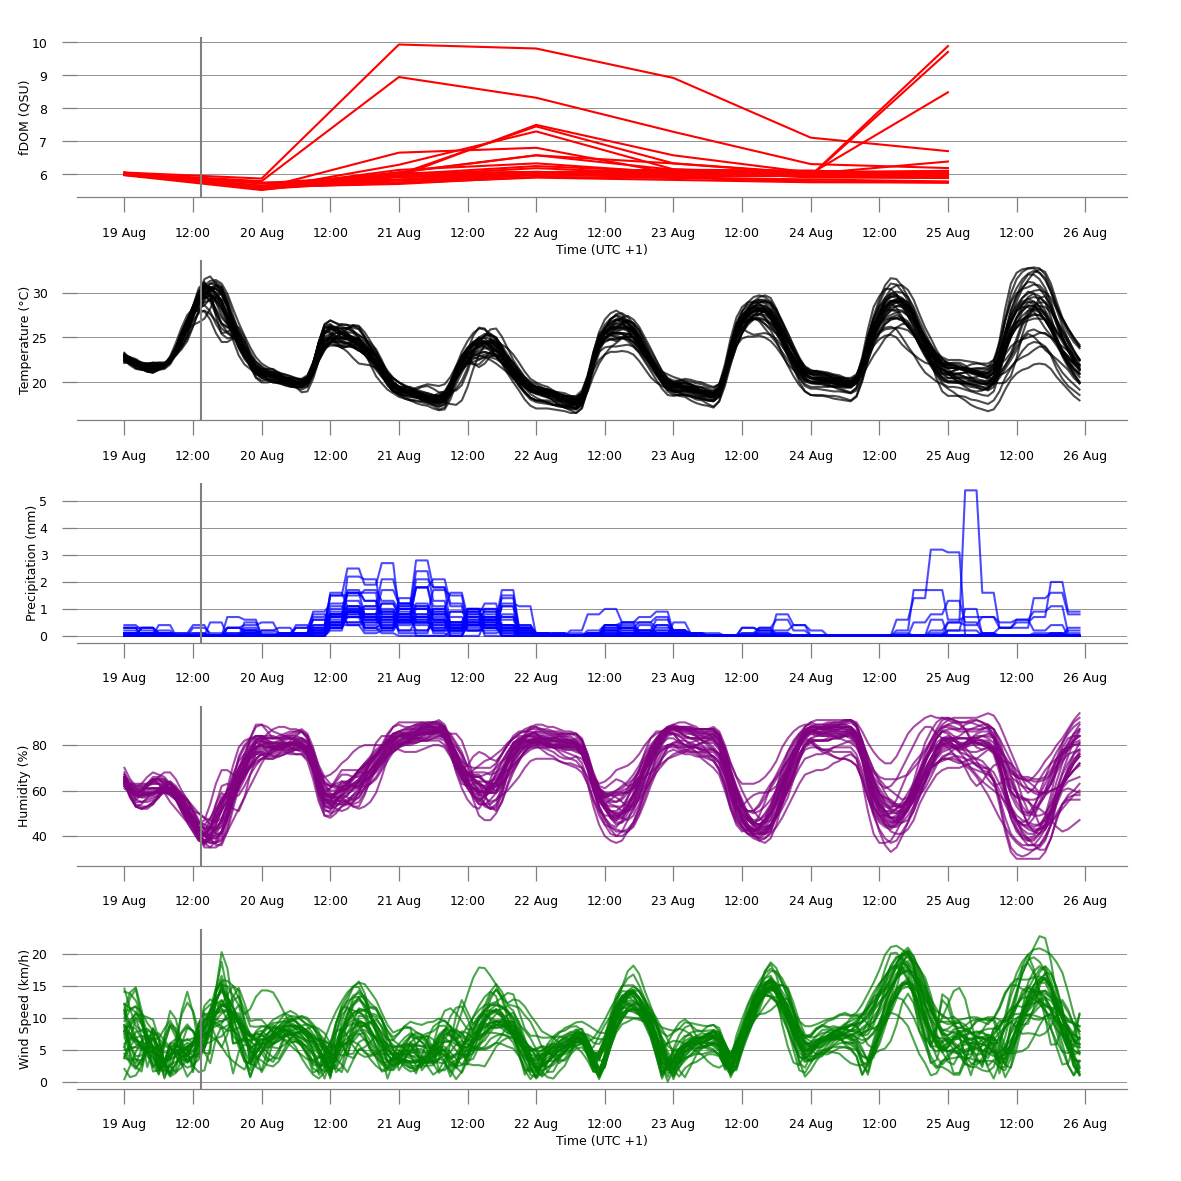 fDOM (QSU)
10
9
8
7
6
19 Aug 12:00 20 Aug 12:00 21 Aug 12:00 22 Aug 12:00 23 Aug 12:00 24 Aug 12:00 25 Aug 12:00 26 Aug
Time (UTC +1)
Temperature (°C)
30
25
20
19 Aug 12:00 20 Aug 12:00 21 Aug 12:00 22 Aug 12:00 23 Aug 12:00 24 Aug 12:00 25 Aug 12:00 26 Aug
Precipitation (mm)
5
4
3
2
1
0
19 Aug 12:00 20 Aug 12:00 21 Aug 12:00 22 Aug 12:00 23 Aug 12:00 24 Aug 12:00 25 Aug 12:00 26 Aug
Humidity (%)
80
60
40
19 Aug 12:00 20 Aug 12:00 21 Aug 12:00 22 Aug 12:00 23 Aug 12:00 24 Aug 12:00 25 Aug 12:00 26 Aug
Wind Speed (km/h)
20
15
10
5
0
19 Aug 12:00 20 Aug 12:00 21 Aug 12:00 22 Aug 12:00 23 Aug 12:00 24 Aug 12:00 25 Aug 12:00 26 Aug
Time (UTC +1)